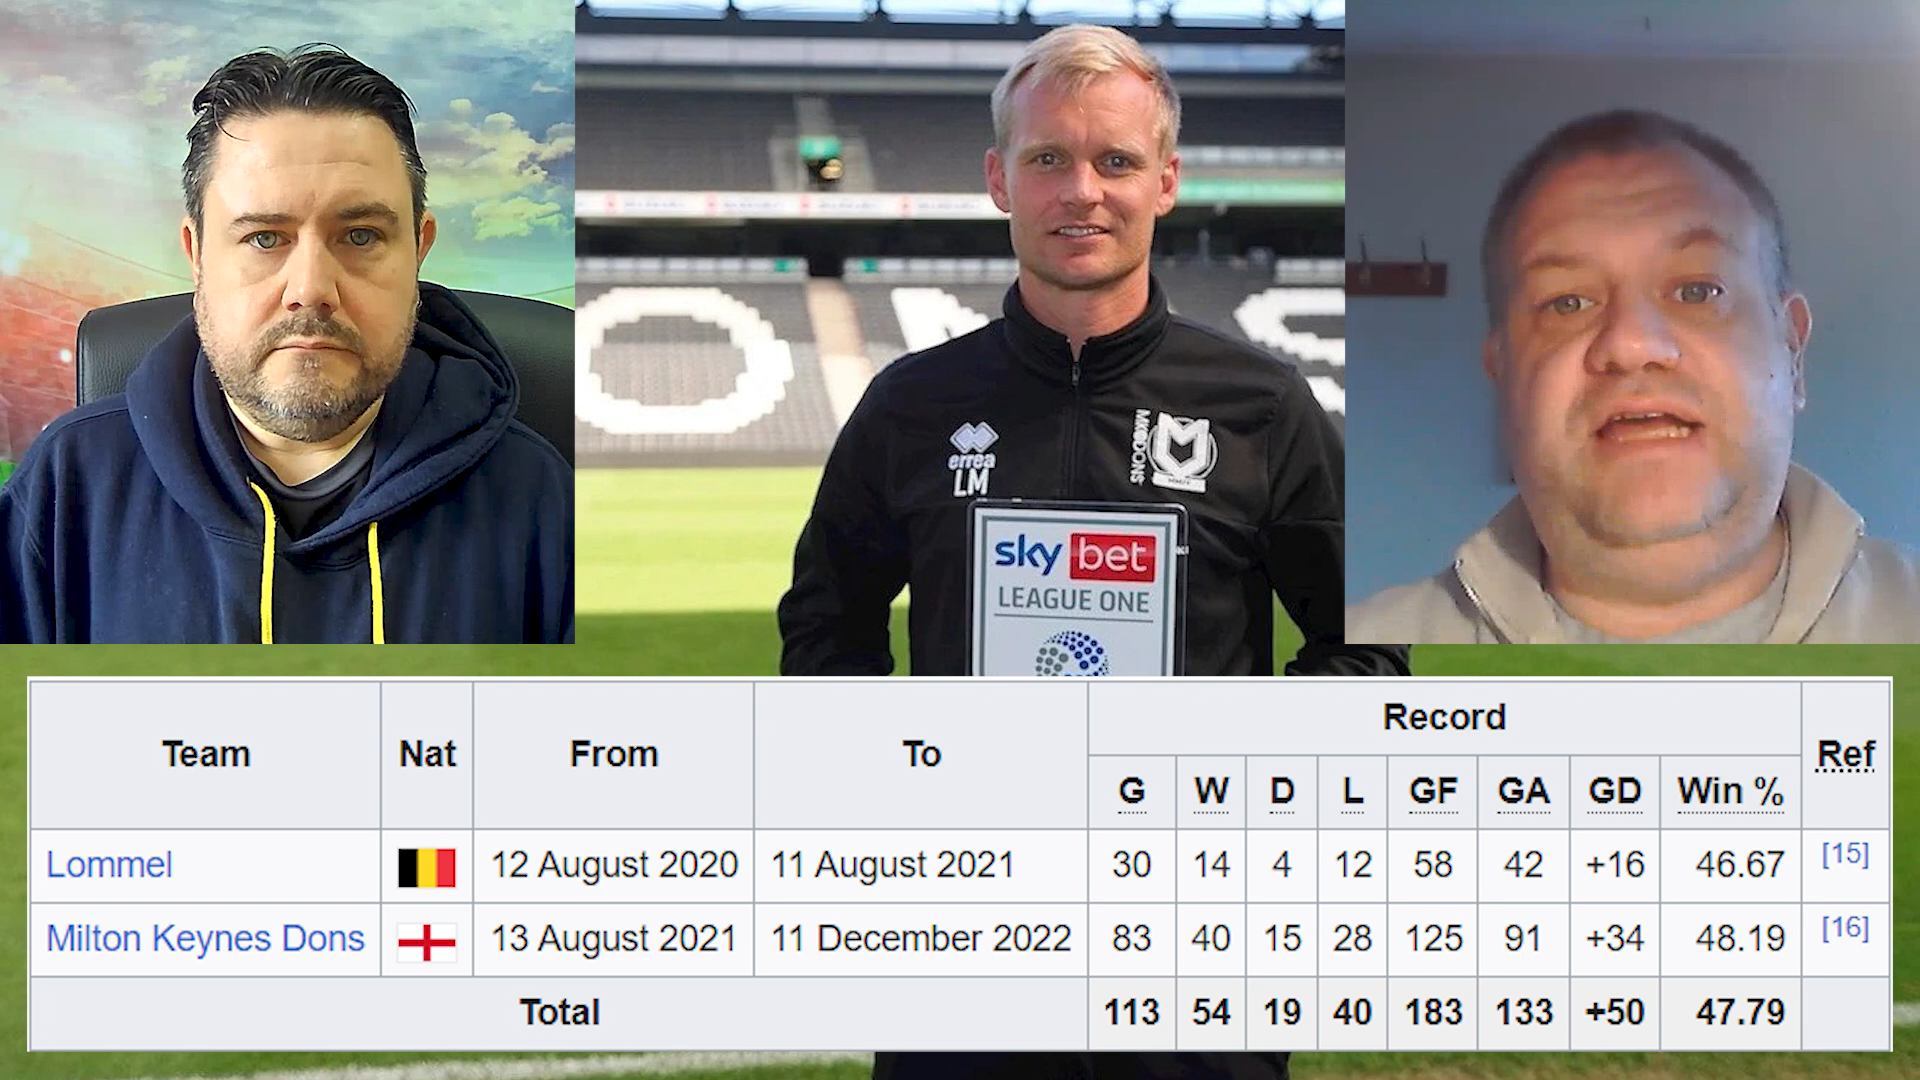 OMS
errea
LM
MK DONS
sky bet
LEAGUE ONE
Team Nat From To Record Ref
G W D L GF GA GD Win %
Lommel 12 August 2020 11 August 2021 30 14 4 12 58 42 +16 46.67 [15]
Milton Keynes Dons 13 August 2021 11 December 2022 83 40 15 28 125 91 +34 48.19 [16]
Total 113 54 19 40 183 133 +50 47.79